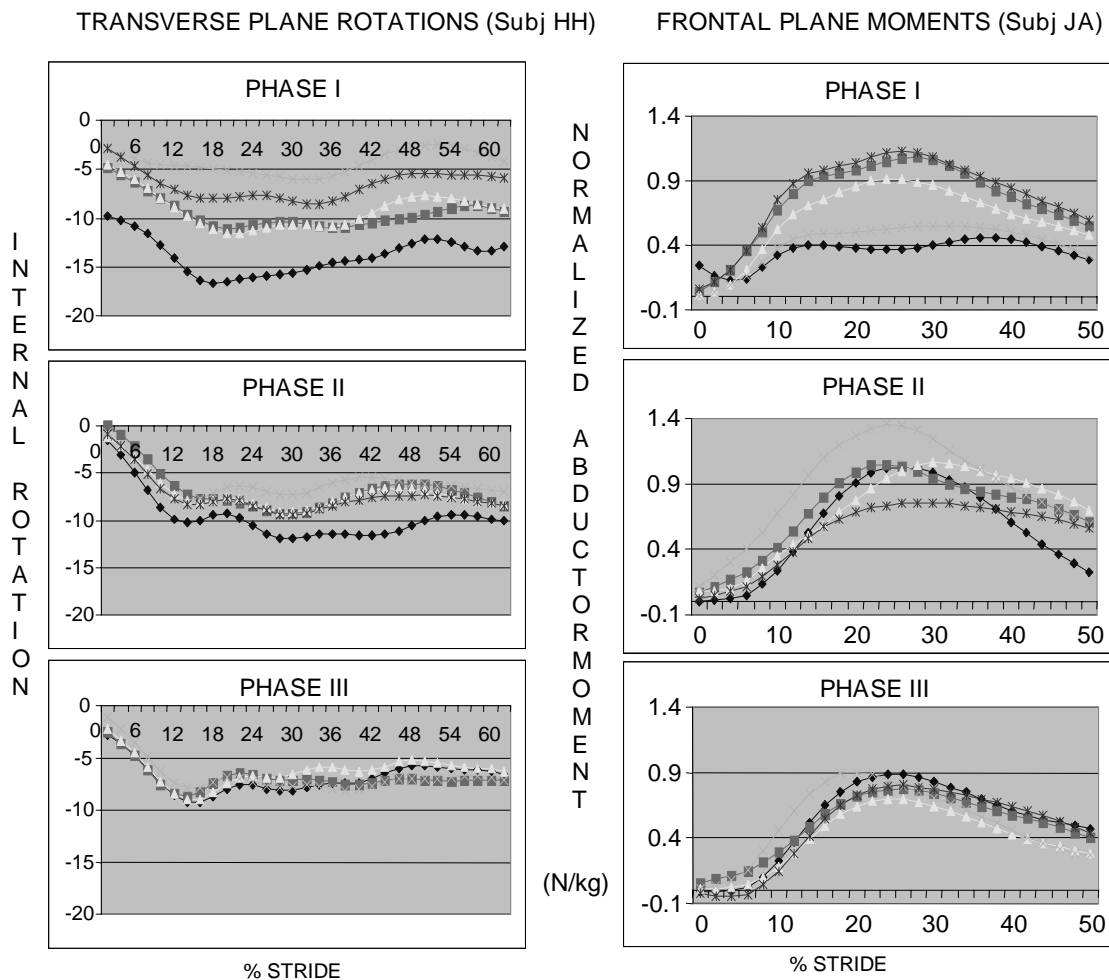 TRANSVERSE PLANE ROTATIONS (Subj HH)
INTERNAL ROTATION
PHASE I
0
-5
-10
-15
-20
0 6 12 18 24 30 36 42 48 54 60
PHASE II
0
-5
-10
-15
-20
0 6 12 18 24 30 36 42 48 54 60
PHASE III
0
-5
-10
-15
-20
0 6 12 18 24 30 36 42 48 54 60
% STRIDE
FRONTAL PLANE MOMENTS (Subj JA)
NORMALIZED ABDUCTORMOMENT
(N/kg)
PHASE I
1.4
0.9
0.4
-0.1
0 10 20 30 40 50
PHASE II
1.4
0.9
0.4
-0.1
0 10 20 30 40 50
PHASE III
1.4
0.9
0.4
-0.1
0 10 20 30 40 50
% STRIDE